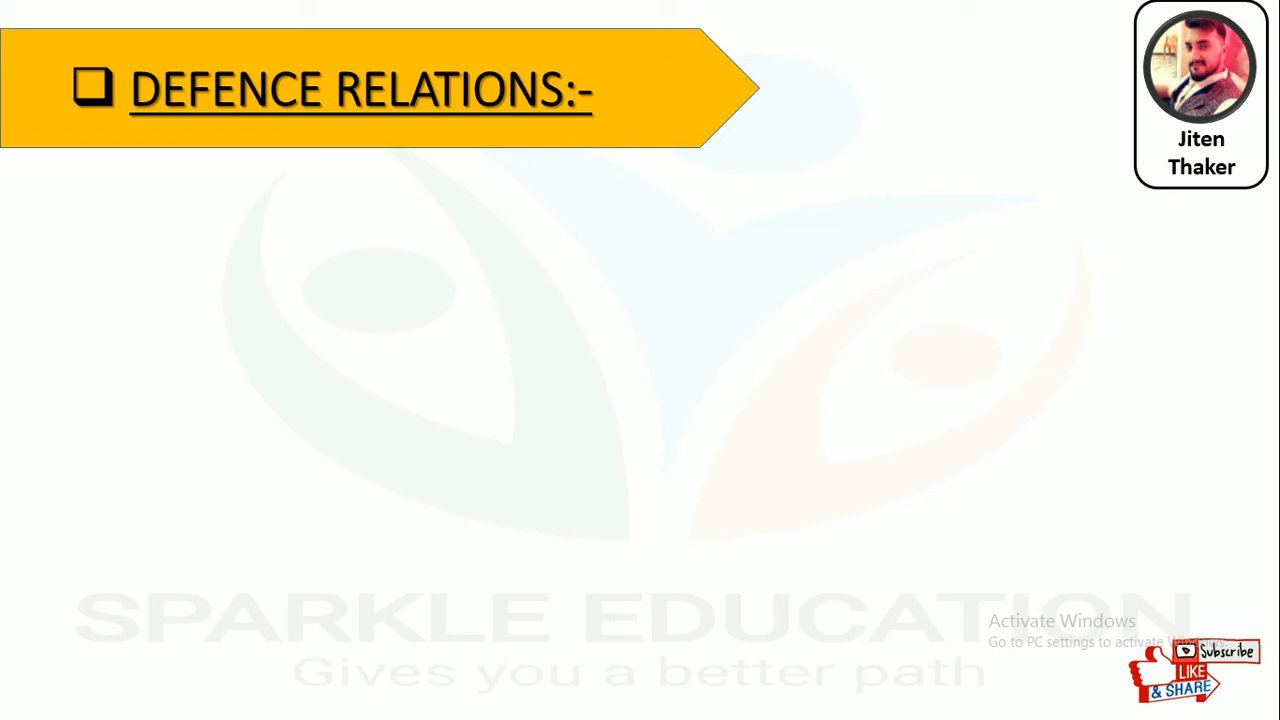 DEFENCE RELATIONS:-
Jiten
Thaker
SPARKLE EDUCATION
Gives you a better path
Activate Windows
Go to PC settings to activate Windows.
Subscribe
LIKE
& SHARE